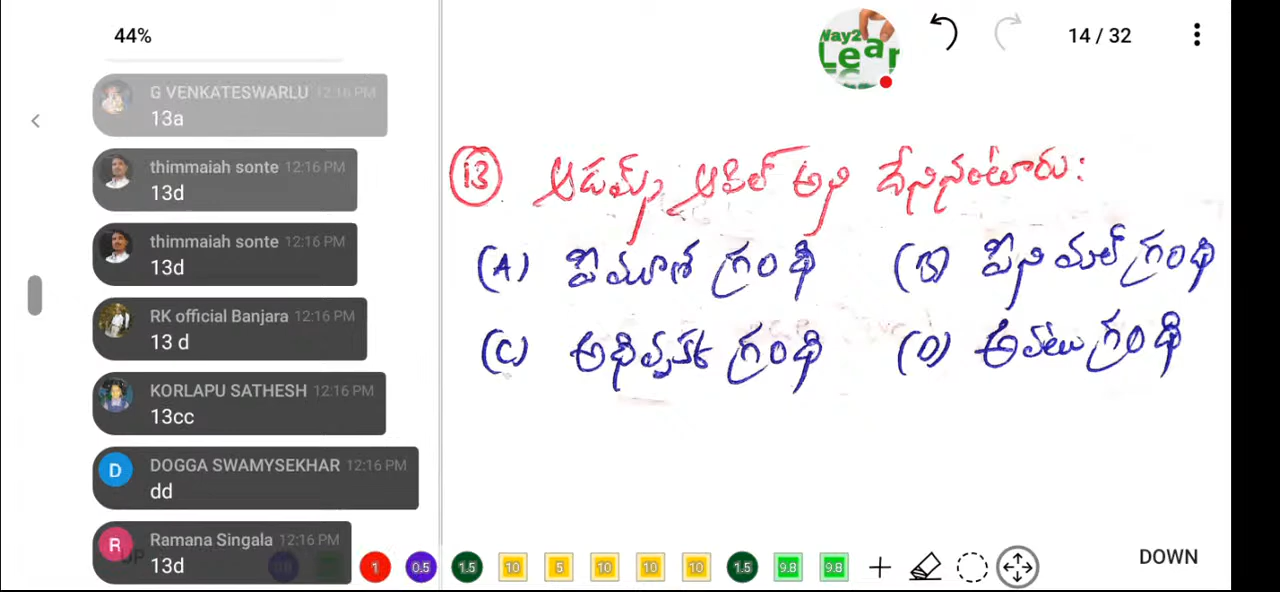 44%
G VENKATESWARLU 12:16 PM
13a
thimmaiah sonte 12:16 PM
13d
thimmaiah sonte 12:16 PM
13d
RK official Banjara 12:16 PM
13 d
KORLAPU SATHESH 12:16 PM
13cc
D
DOGGA SWAMYSEKHAR 12:16 PM
dd
R
Ramana Singala 12:16 PM
13d
Way2
Lear
14 / 32
13 ఆడమ్స్ ఆపిల్ అని దేనినంటారు:
(A) పీయూష గ్రంథి (B) పీనియల్ గ్రంథి
(C) అధివృక్క గ్రంథి (D) అవటు గ్రంథి
UP 1 0.5 1.5 10 5 10 10 10 1.5 9.8 9.8 DOWN